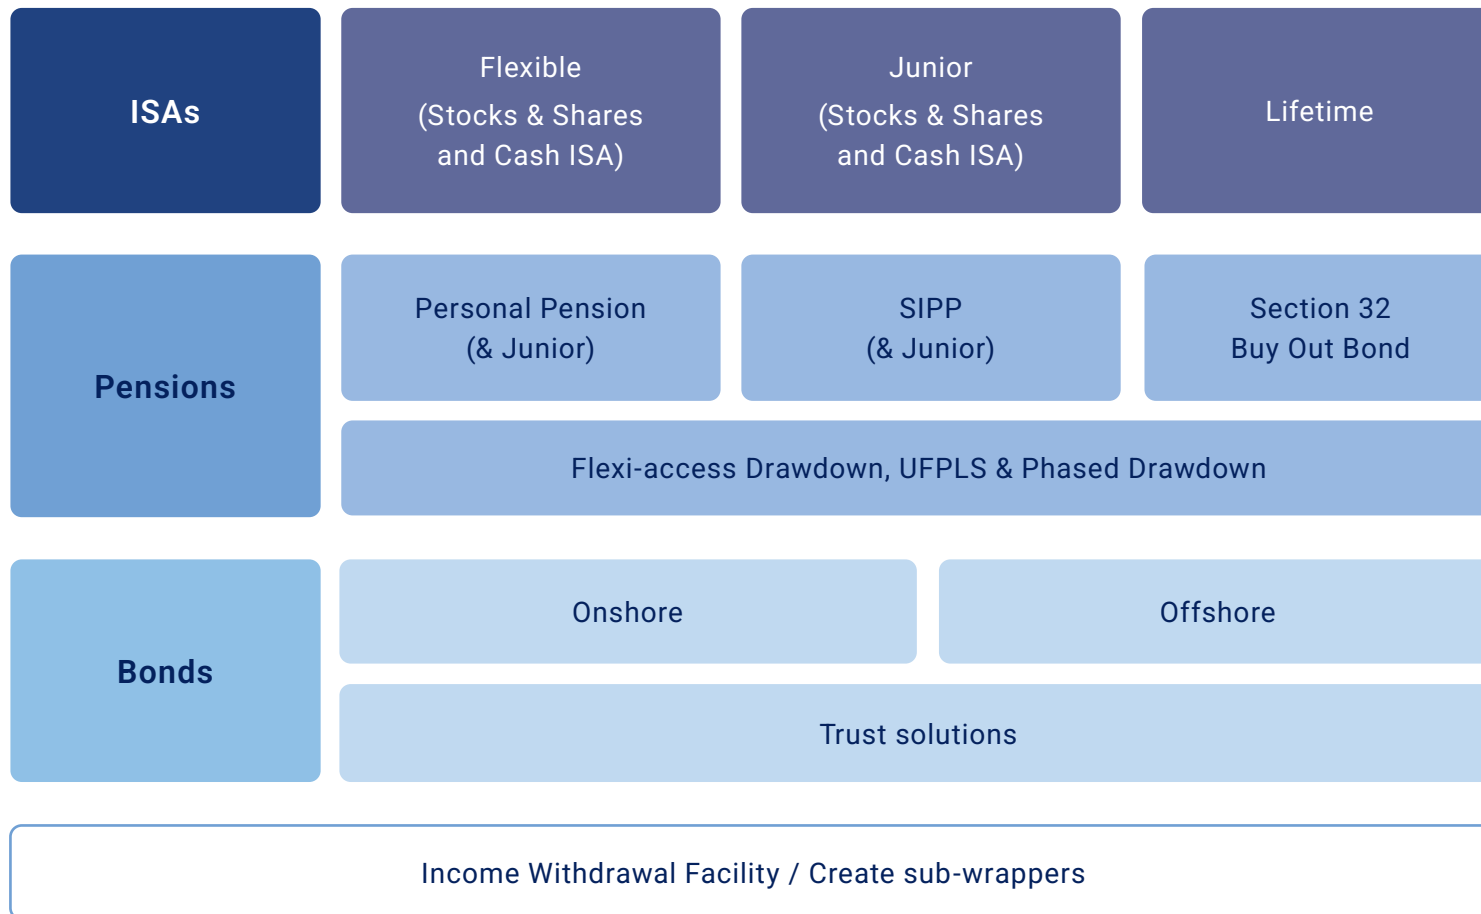 ISAs
Flexible
(Stocks & Shares
and Cash ISA)
Junior
(Stocks & Shares
and Cash ISA)
Lifetime
Pensions
Personal Pension
(& Junior)
SIPP
(& Junior)
Section 32
Buy Out Bond
Flexi-access Drawdown, UFPLS & Phased Drawdown
Bonds
Onshore
Offshore
Trust solutions
Income Withdrawal Facility / Create sub-wrappers